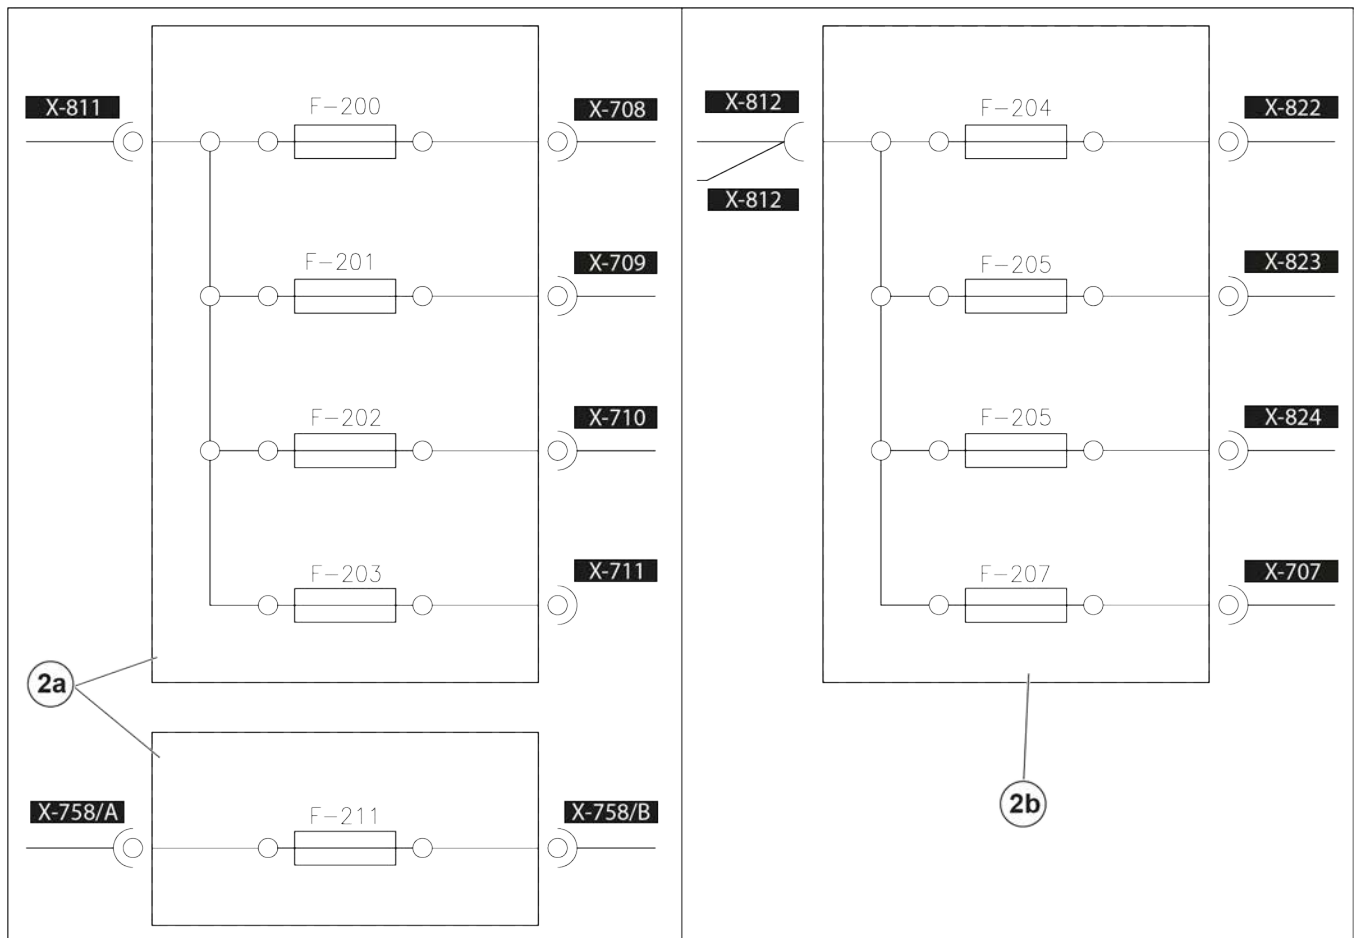 X-811
F-200
X-708
F-201
X-709
F-202
X-710
F-203
X-711
2a
X-758/A
F-211
X-758/B
X-812
X-812
F-204
X-822
F-205
X-823
F-205
X-824
F-207
X-707
2b